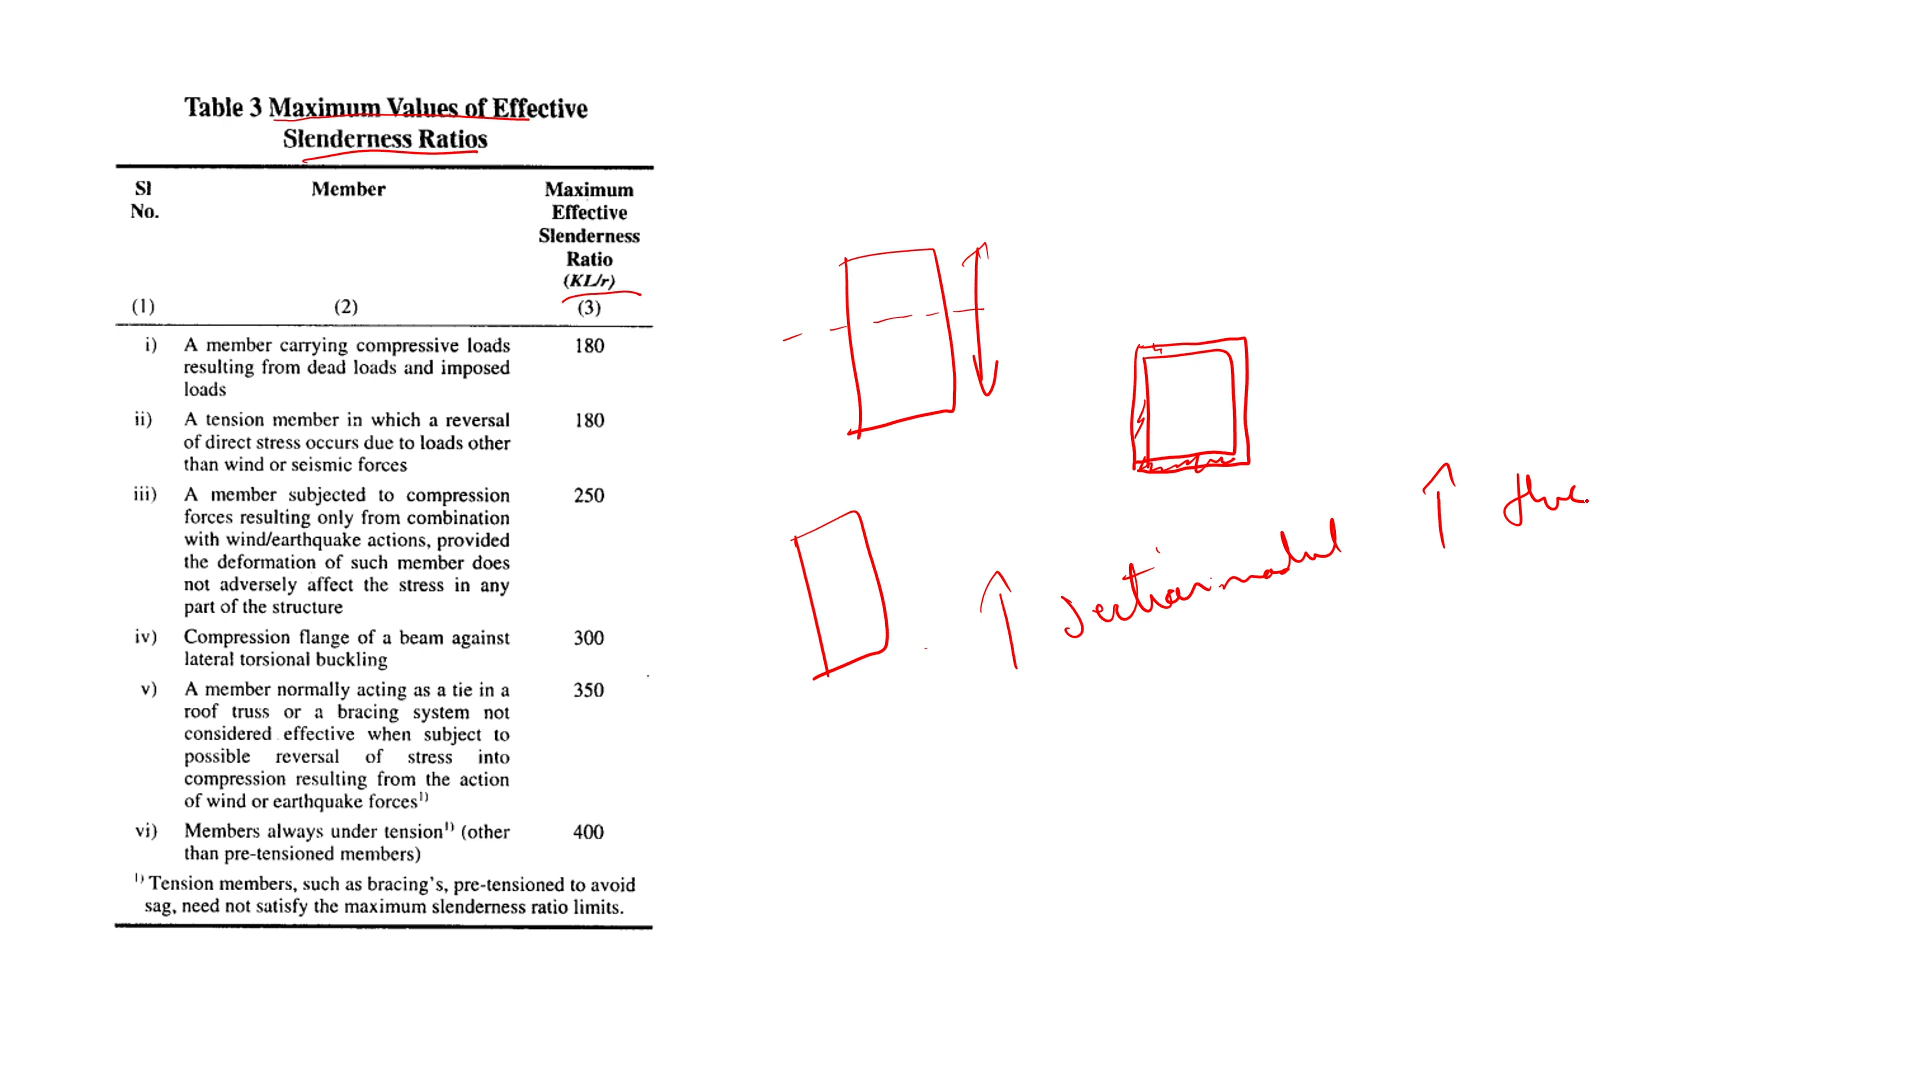 Table 3 Maximum Values of Effective
Slenderness Ratios
Sl
No.
Member
Maximum
Effective
Slenderness
Ratio
(KL/r)
(1)
(2)
(3)
i) A member carrying compressive loads 180
resulting from dead loads and imposed
loads
ii) A tension member in which a reversal 180
of direct stress occurs due to loads other
than wind or seismic forces
iii) A member subjected to compression 250
forces resulting only from combination
with wind/earthquake actions, provided
the deformation of such member does
not adversely affect the stress in any
part of the structure
iv) Compression flange of a beam against 300
lateral torsional buckling
v) A member normally acting as a tie in a 350
roof truss or a bracing system not
considered effective when subject to
possible reversal of stress into
compression resulting from the action
of wind or earthquake forces¹⁾
vi) Members always under tension¹⁾ (other 400
than pre-tensioned members)
¹⁾ Tension members, such as bracing's, pre-tensioned to avoid
sag, need not satisfy the maximum slenderness ratio limits.